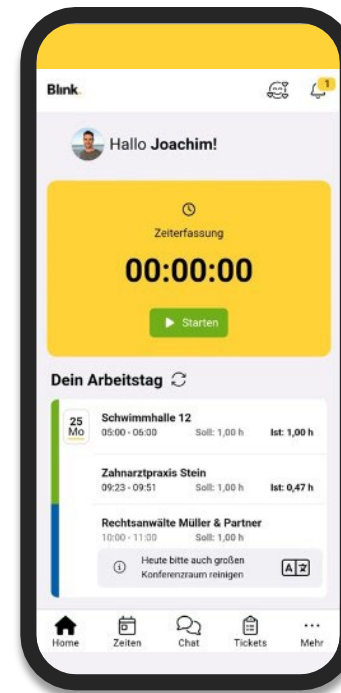 Blink.
1
Hallo Joachim!
Zeiterfassung
00:00:00
Starten
Dein Arbeitstag
25
Mo
Schwimmhalle 12
05:00 - 06:00 Soll: 1,00 h Ist: 1,00 h
Zahnarztpraxis Stein
09:23 - 09:51 Soll: 1,00 h Ist: 0,47 h
Rechtsanwälte Müller & Partner
10:00 - 11:00 Soll: 1,00 h
Heute bitte auch großen
Konferenzraum reinigen
A 文
Home Zeiten Chat Tickets Mehr